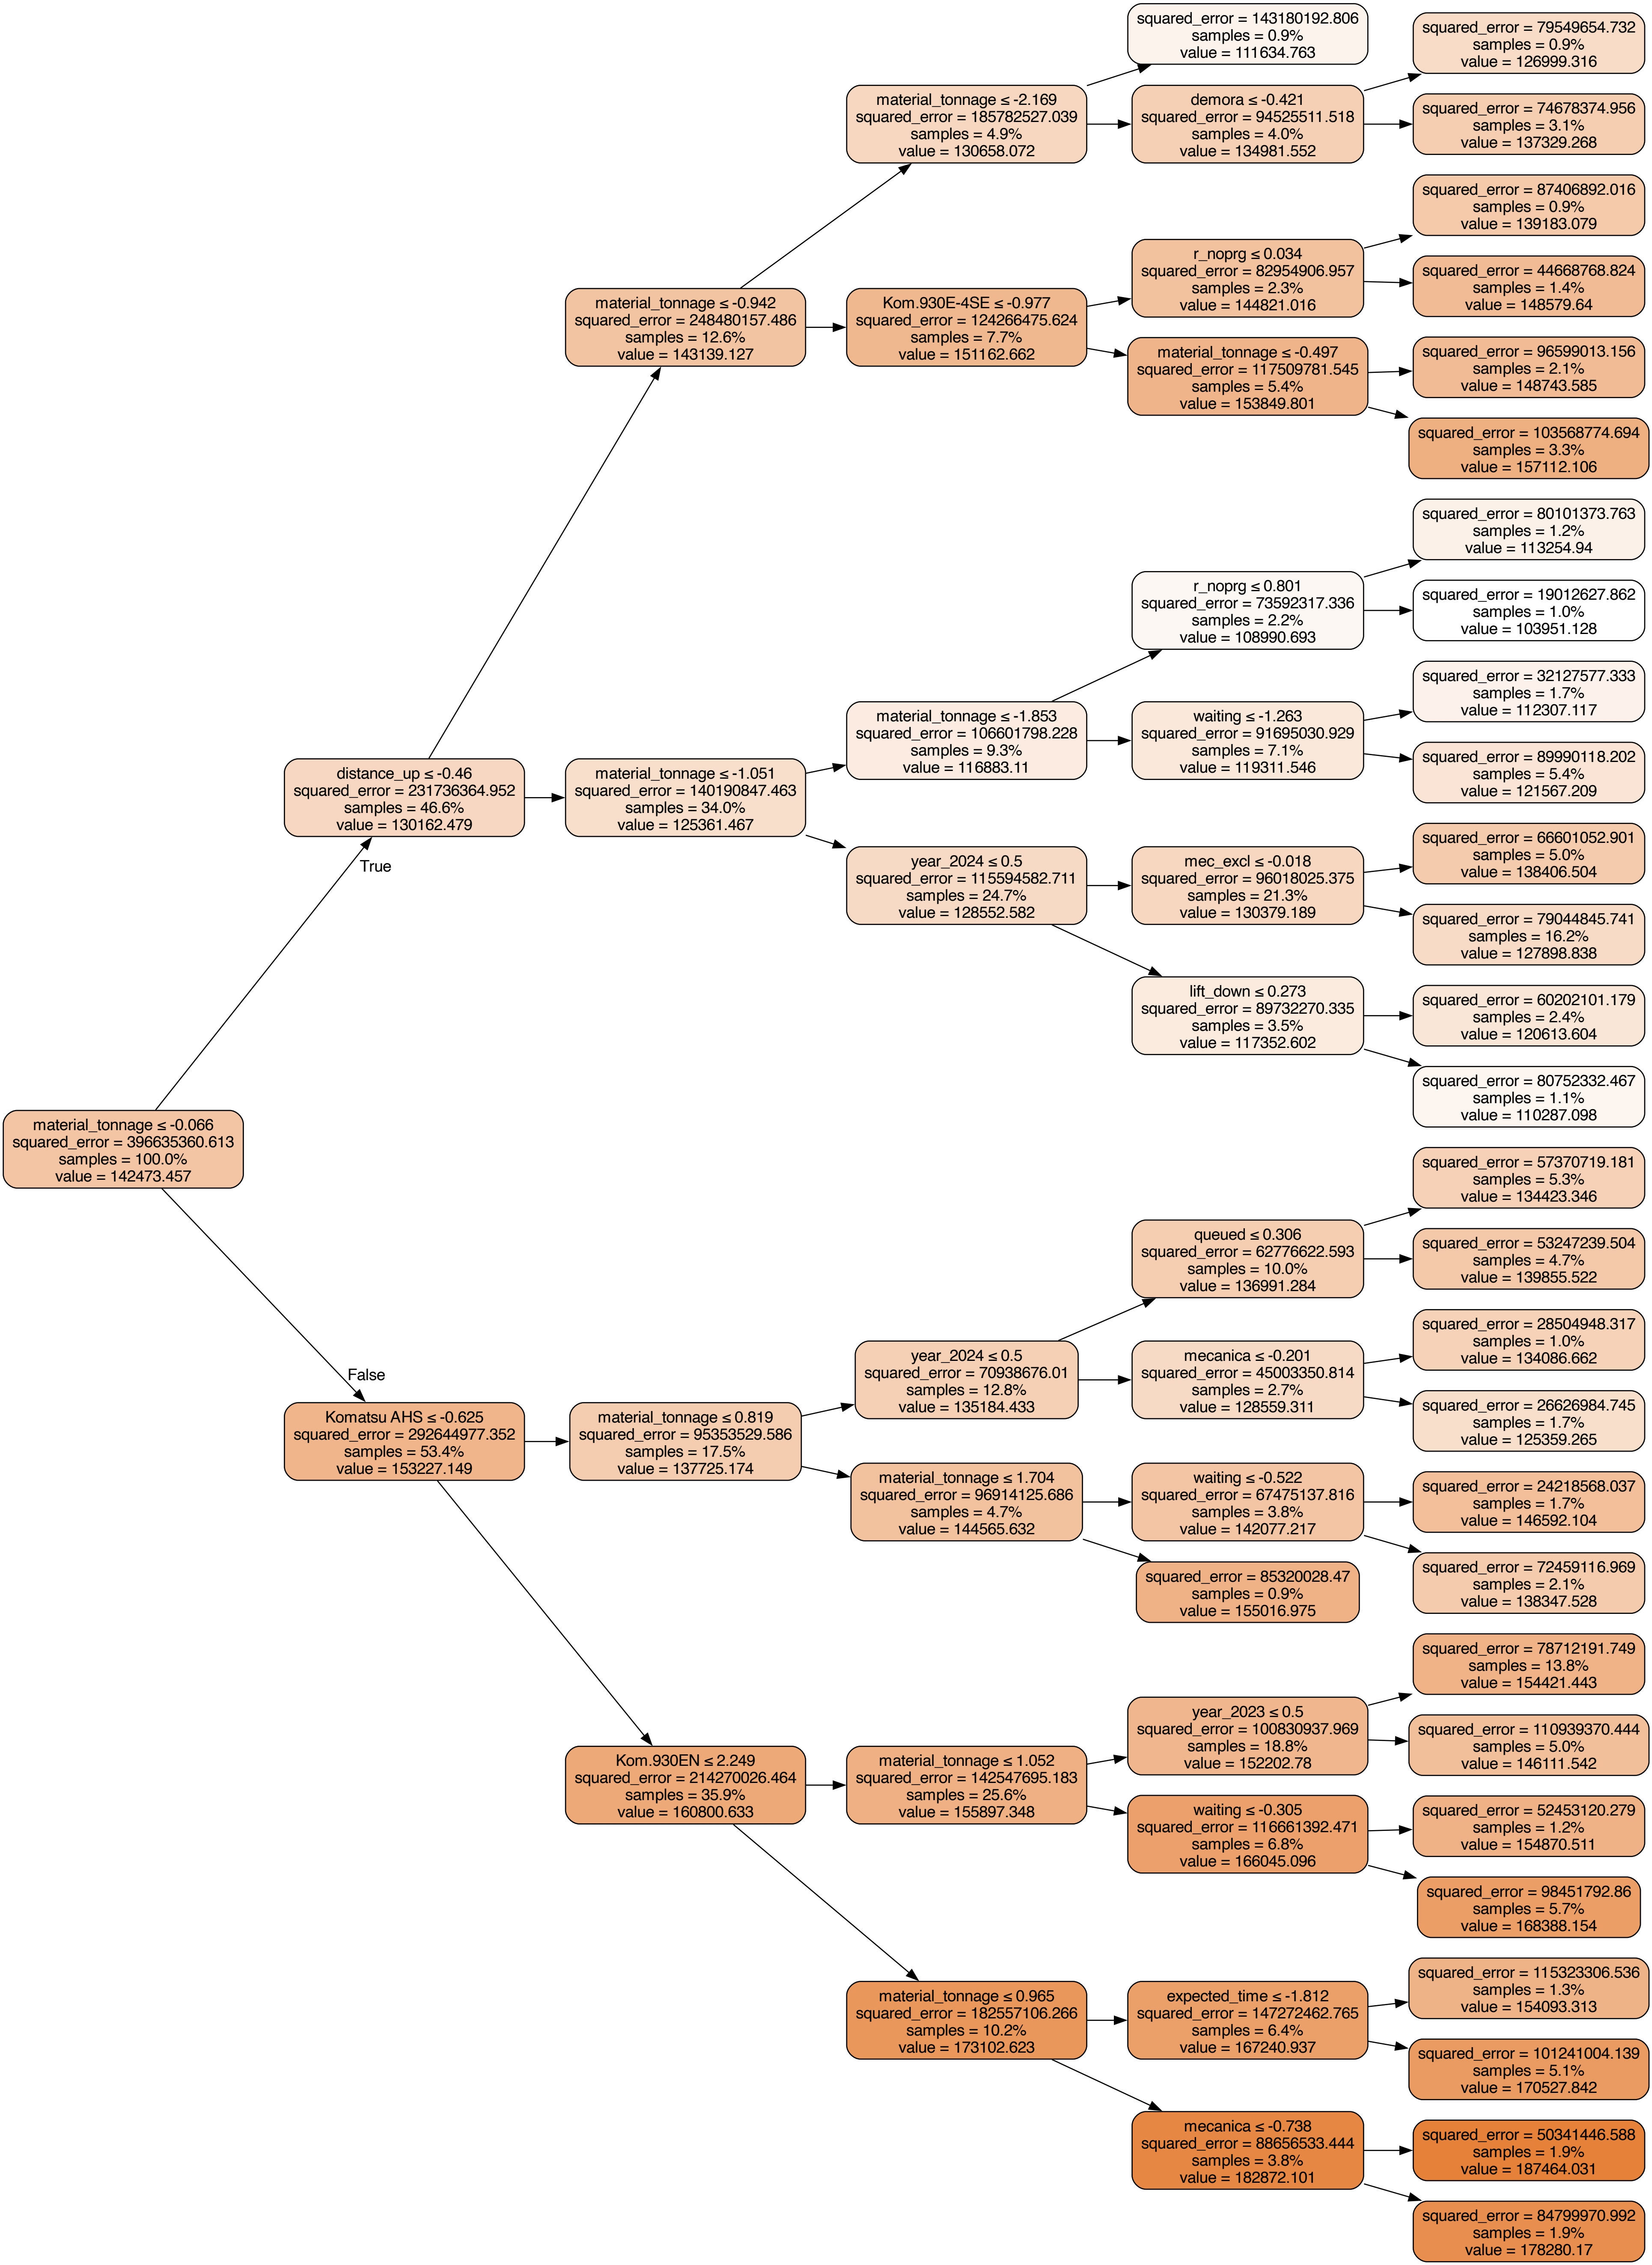 material_tonnage ≤ -0.066
squared_error = 396635360.613
samples = 100.0%
value = 142473.457
True
False
distance_up ≤ -0.46
squared_error = 231736364.952
samples = 46.6%
value = 130162.479
Komatsu AHS ≤ -0.625
squared_error = 292644977.352
samples = 53.4%
value = 153227.149
material_tonnage ≤ -0.942
squared_error = 248480157.486
samples = 12.6%
value = 143139.127
material_tonnage ≤ -1.051
squared_error = 140190847.463
samples = 34.0%
value = 125361.467
material_tonnage ≤ 0.819
squared_error = 95353529.586
samples = 17.5%
value = 137725.174
Kom.930EN ≤ 2.249
squared_error = 214270026.464
samples = 35.9%
value = 160800.633
material_tonnage ≤ -2.169
squared_error = 185782527.039
samples = 4.9%
value = 130658.072
Kom.930E-4SE ≤ -0.977
squared_error = 124266475.624
samples = 7.7%
value = 151162.662
material_tonnage ≤ -1.853
squared_error = 106601798.228
samples = 9.3%
value = 116883.11
year_2024 ≤ 0.5
squared_error = 115594582.711
samples = 24.7%
value = 128552.582
year_2024 ≤ 0.5
squared_error = 70938676.01
samples = 12.8%
value = 135184.433
material_tonnage ≤ 1.704
squared_error = 96914125.686
samples = 4.7%
value = 144565.632
material_tonnage ≤ 1.052
squared_error = 142547695.183
samples = 25.6%
value = 155897.348
material_tonnage ≤ 0.965
squared_error = 182557106.266
samples = 10.2%
value = 173102.623
squared_error = 143180192.806
samples = 0.9%
value = 111634.763
demora ≤ -0.421
squared_error = 94525511.518
samples = 4.0%
value = 134981.552
r_noprg ≤ 0.034
squared_error = 82954906.957
samples = 2.3%
value = 144821.016
material_tonnage ≤ -0.497
squared_error = 117509781.545
samples = 5.4%
value = 153849.801
r_noprg ≤ 0.801
squared_error = 73592317.336
samples = 2.2%
value = 108990.693
waiting ≤ -1.263
squared_error = 91695030.929
samples = 7.1%
value = 119311.546
mec_excl ≤ -0.018
squared_error = 96018025.375
samples = 21.3%
value = 130379.189
lift_down ≤ 0.273
squared_error = 89732270.335
samples = 3.5%
value = 117352.602
queued ≤ 0.306
squared_error = 62776622.593
samples = 10.0%
value = 136991.284
mecanica ≤ -0.201
squared_error = 45003350.814
samples = 2.7%
value = 128559.311
waiting ≤ -0.522
squared_error = 67475137.816
samples = 3.8%
value = 142077.217
squared_error = 85320028.47
samples = 0.9%
value = 155016.975
year_2023 ≤ 0.5
squared_error = 100830937.969
samples = 18.8%
value = 152202.78
waiting ≤ -0.305
squared_error = 116661392.471
samples = 6.8%
value = 166045.096
expected_time ≤ -1.812
squared_error = 147272462.765
samples = 6.4%
value = 167240.937
mecanica ≤ -0.738
squared_error = 88656533.444
samples = 3.8%
value = 182872.101
squared_error = 79549654.732
samples = 0.9%
value = 126999.316
squared_error = 74678374.956
samples = 3.1%
value = 137329.268
squared_error = 87406892.016
samples = 0.9%
value = 139183.079
squared_error = 44668768.824
samples = 1.4%
value = 148579.64
squared_error = 96599013.156
samples = 2.1%
value = 148743.585
squared_error = 103568774.694
samples = 3.3%
value = 157112.106
squared_error = 80101373.763
samples = 1.2%
value = 113254.94
squared_error = 19012627.862
samples = 1.0%
value = 103951.128
squared_error = 32127577.333
samples = 1.7%
value = 112307.117
squared_error = 89990118.202
samples = 5.4%
value = 121567.209
squared_error = 66601052.901
samples = 5.0%
value = 138406.504
squared_error = 79044845.741
samples = 16.2%
value = 127898.838
squared_error = 60202101.179
samples = 2.4%
value = 120613.604
squared_error = 80752332.467
samples = 1.1%
value = 110287.098
squared_error = 57370719.181
samples = 5.3%
value = 134423.346
squared_error = 53247239.504
samples = 4.7%
value = 139855.522
squared_error = 28504948.317
samples = 1.0%
value = 134086.662
squared_error = 26626984.745
samples = 1.7%
value = 125359.265
squared_error = 24218568.037
samples = 1.7%
value = 146592.104
squared_error = 72459116.969
samples = 2.1%
value = 138347.528
squared_error = 78712191.749
samples = 13.8%
value = 154421.443
squared_error = 110939370.444
samples = 5.0%
value = 146111.542
squared_error = 52453120.279
samples = 1.2%
value = 154870.511
squared_error = 98451792.86
samples = 5.7%
value = 168388.154
squared_error = 115323306.536
samples = 1.3%
value = 154093.313
squared_error = 101241004.139
samples = 5.1%
value = 170527.842
squared_error = 50341446.588
samples = 1.9%
value = 187464.031
squared_error = 84799970.992
samples = 1.9%
value = 178280.17